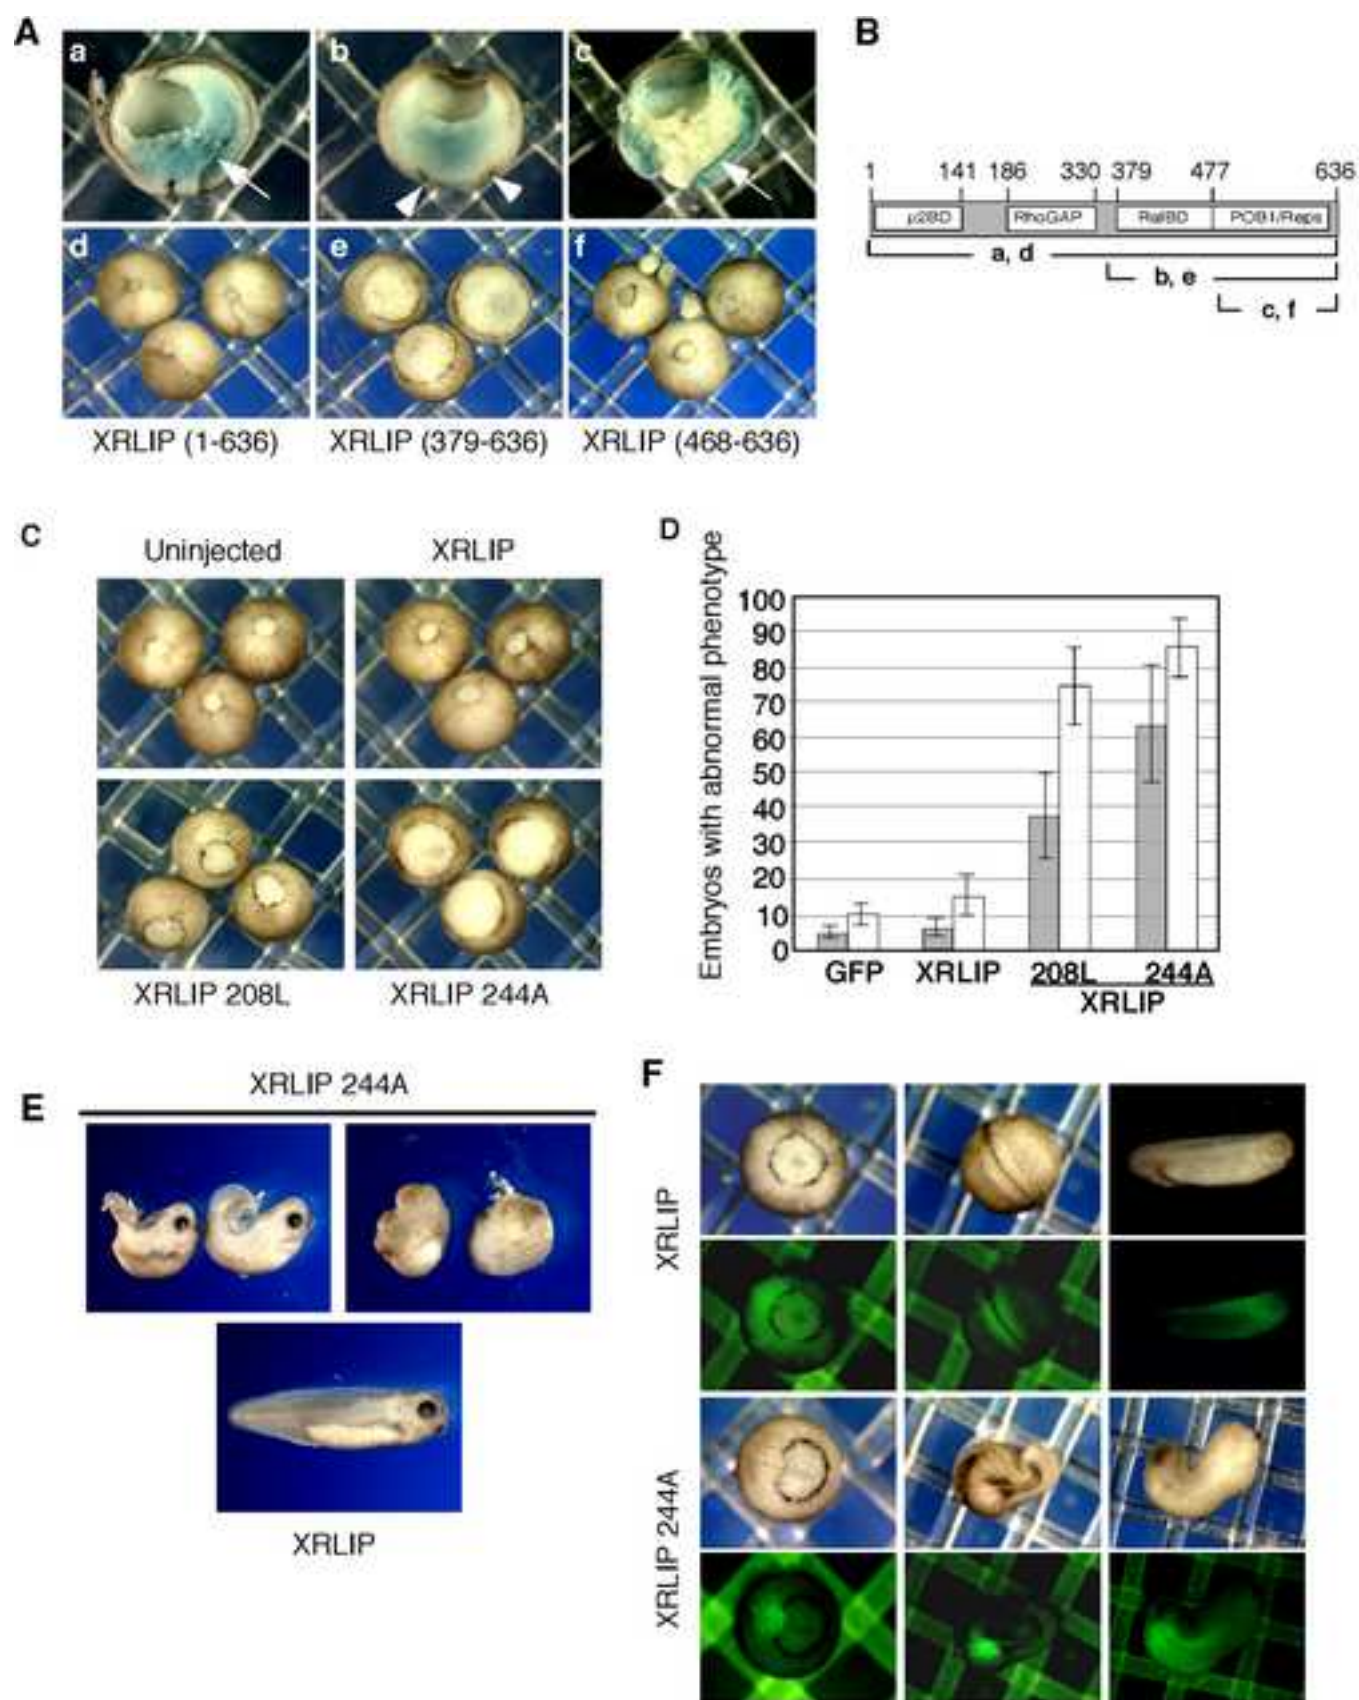 A
a
b
c
d
e
f
XRLIP (1-636)
XRLIP (379-636)
XRLIP (468-636)
B
1 141 186 330 379 477 636
μ2BD RhoGAP RalBD POB1/Reps
a, d
b, e
c, f
C
Uninjected
XRLIP
XRLIP 208L
XRLIP 244A
D
Embryos with abnormal phenotype
100
90
80
70
60
50
40
30
20
10
0
GFP XRLIP 208L 244A
XRLIP
E
XRLIP 244A
XRLIP
F
XRLIP
XRLIP 244A